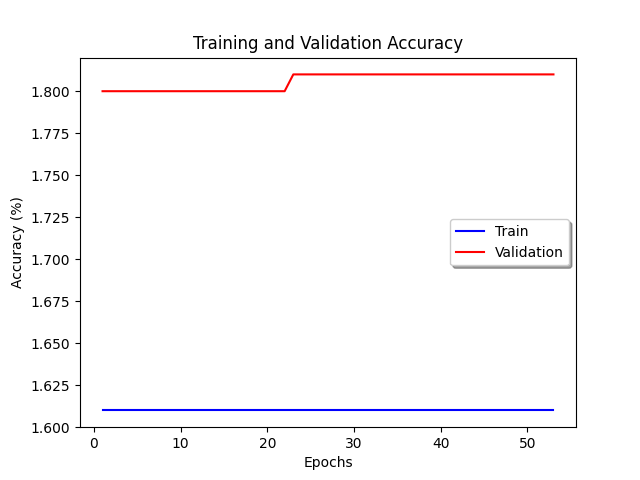 Training and Validation Accuracy
Accuracy (%)
1.800
1.775
1.750
1.725
1.700
1.675
1.650
1.625
1.600
Train
Validation
0 10 20 30 40 50
Epochs